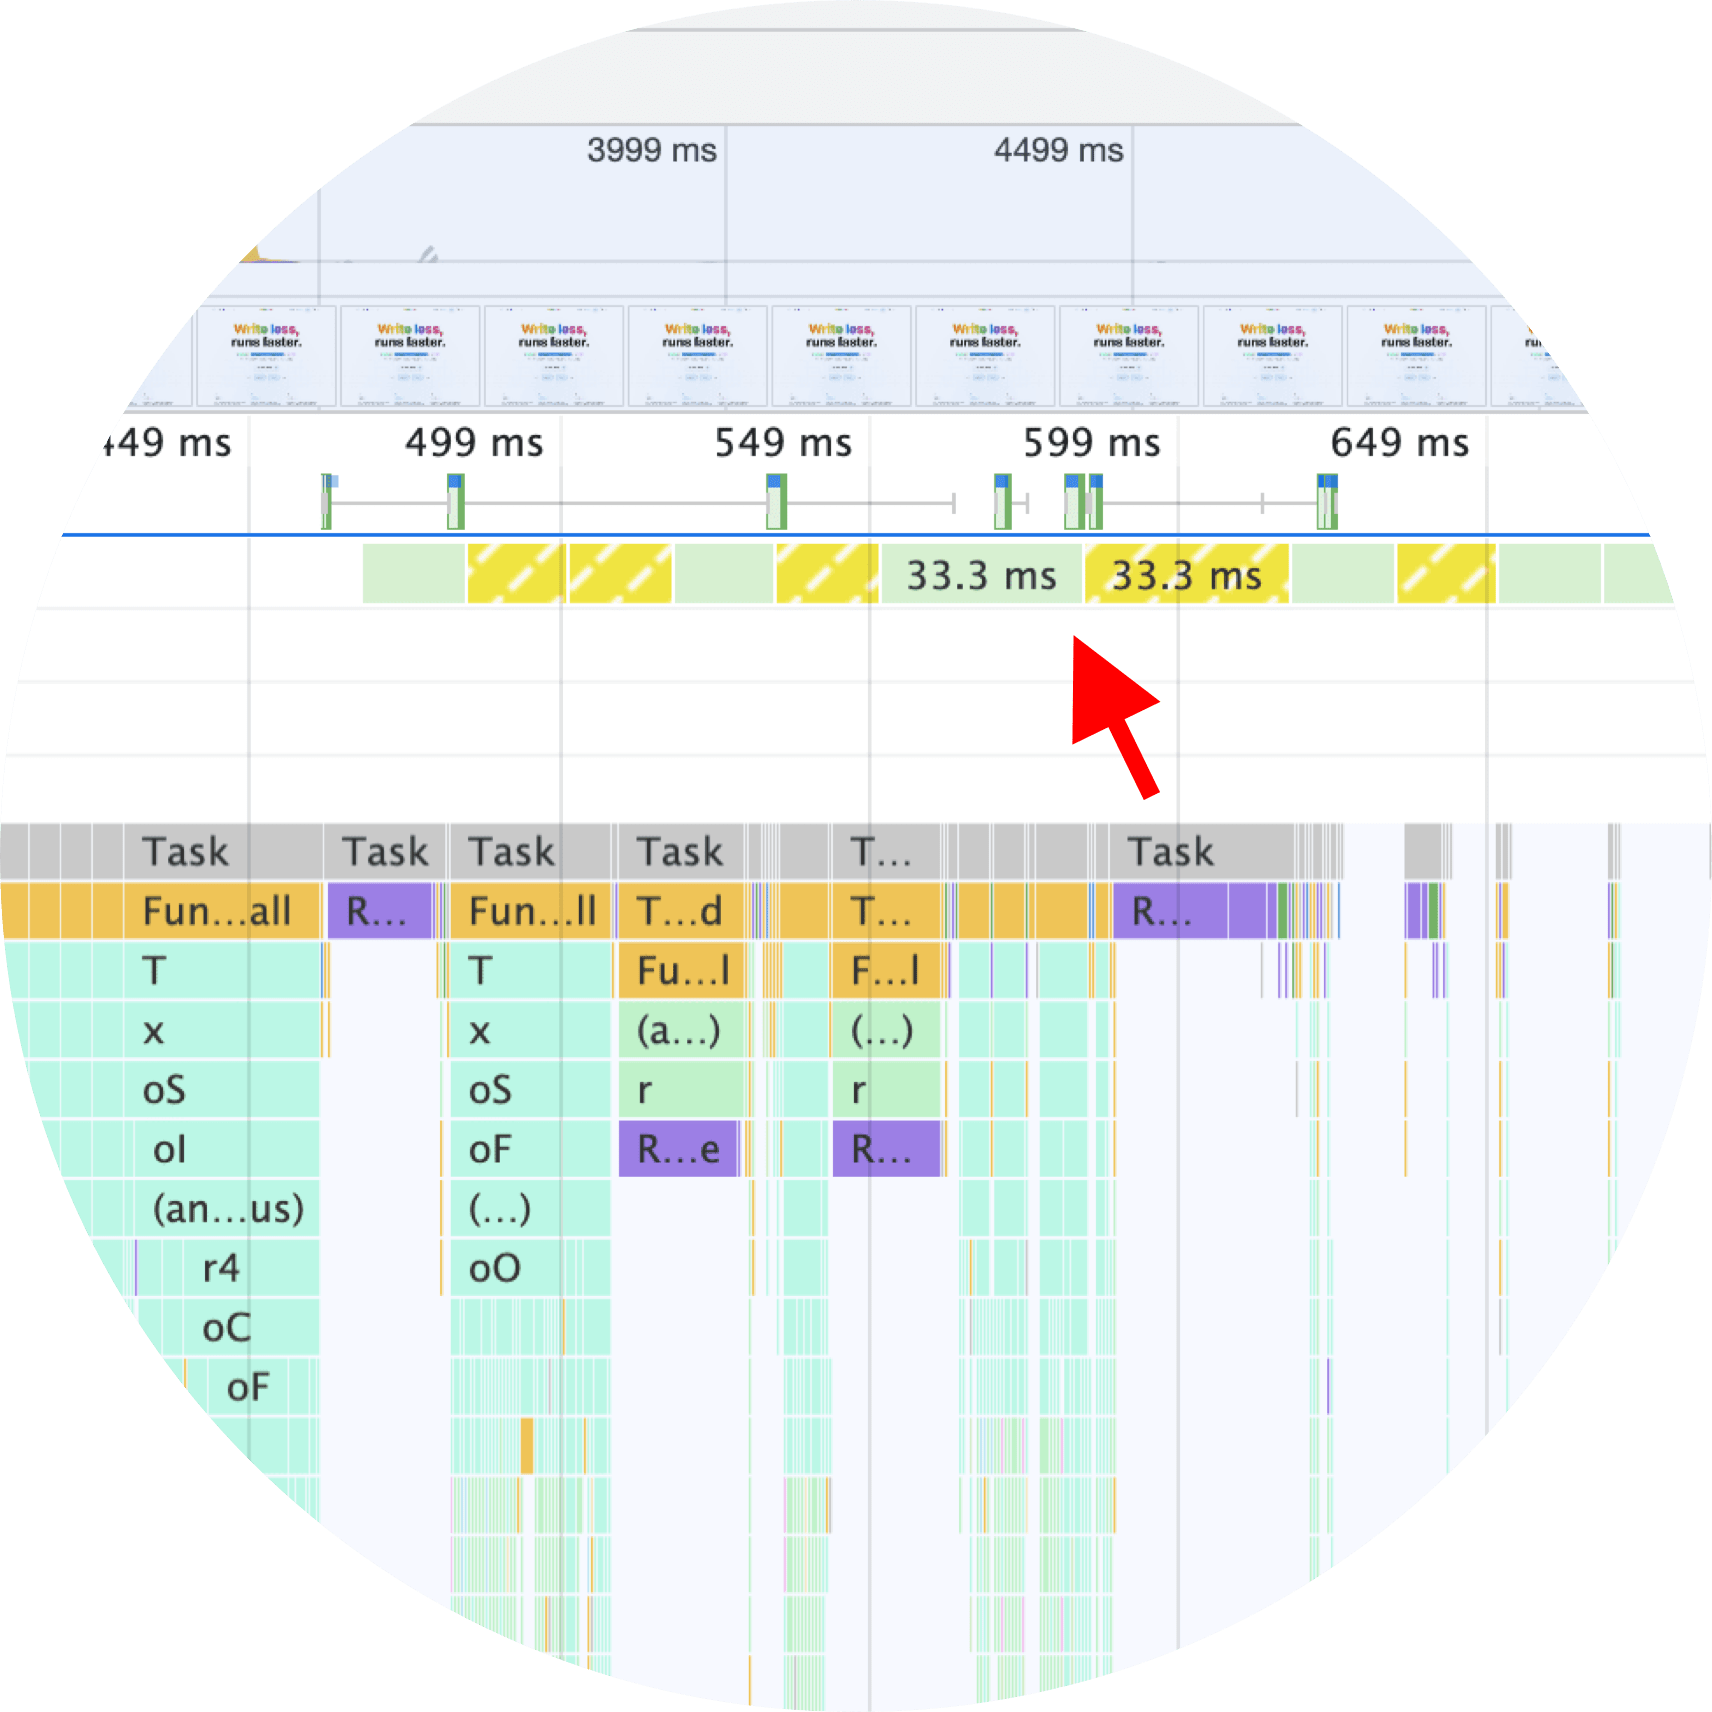 3999 ms 4499 ms
Write less, Write less, Write less, Write less, Write less, Write less, Write less, Write less, Write less,
runs faster. runs faster. runs faster. runs faster. runs faster. runs faster. runs faster. runs faster. runs faster.
449 ms 499 ms 549 ms 599 ms 649 ms
33.3 ms 33.3 ms
Task Task Task Task T... Task
Fun...all R... Fun...ll T...d T... R...
T T Fu...l F...l
x x (a...) (...)
oS oS r r
oI oF R...e R...
(an...us) (...)
r4 oO
oC
oF